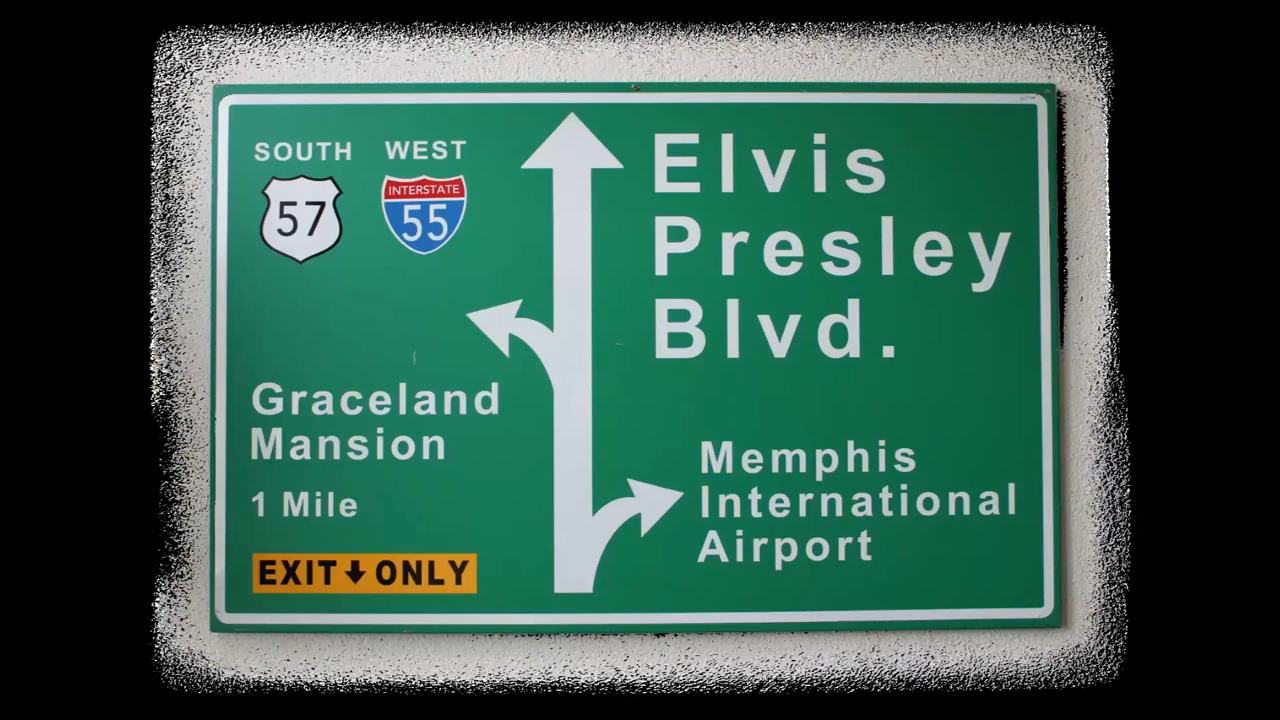 SOUTH WEST
57
INTERSTATE
55
Elvis
Presley
Blvd.
Graceland
Mansion
1 Mile
EXIT ONLY
Memphis
International
Airport